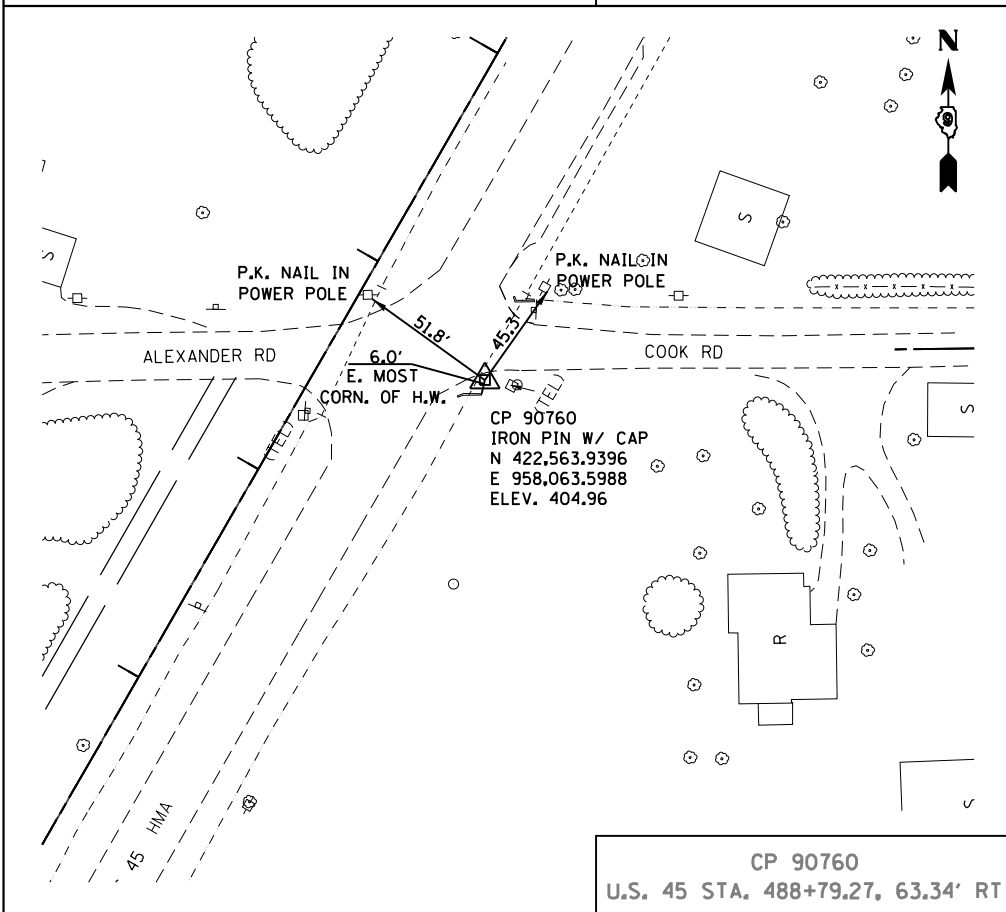 N
9
S
S
P.K. NAIL IN
POWER POLE
P.K. NAIL IN
POWER POLE
51.8'
45.3'
ALEXANDER RD
COOK RD
6.0'
E. MOST
CORN. OF H.W.
(TEL)
(TEL)
S
CP 90760
IRON PIN W/ CAP
N 422,563.9396
E 958,063.5988
ELEV. 404.96
R
S
45 HMA
CP 90760
U.S. 45 STA. 488+79.27, 63.34' RT